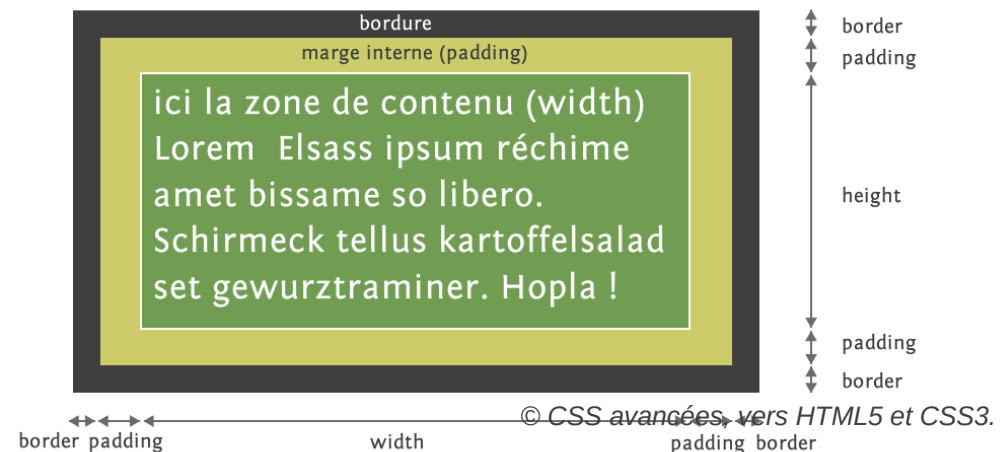 bordure
border
marge interne (padding)
padding
ici la zone de contenu (width)
Lorem Elsass ipsum réchime
amet bissame so libero.
height
Schirmeck tellus kartoffelsalad
set gewurztraminer. Hopla !
padding
border
© CSS avancées, vers HTML5 et CSS3.
border padding width padding border